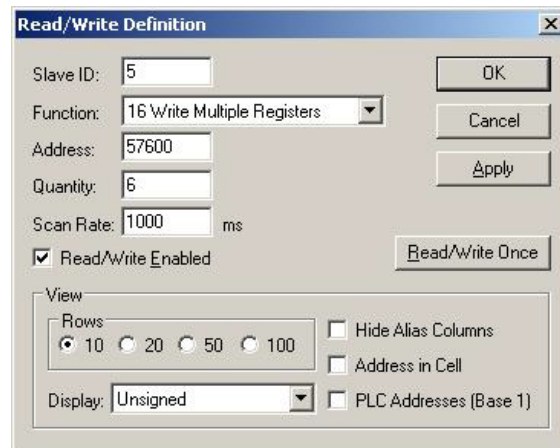 Read/Write Definition
Slave ID: 5
OK
Function: 16 Write Multiple Registers
Cancel
Address: 57600
Apply
Quantity: 6
Scan Rate: 1000 ms
Read/Write Enabled
Read/Write Once
View
Rows
10 20 50 100
Hide Alias Columns
Address in Cell
Display: Unsigned
PLC Addresses (Base 1)